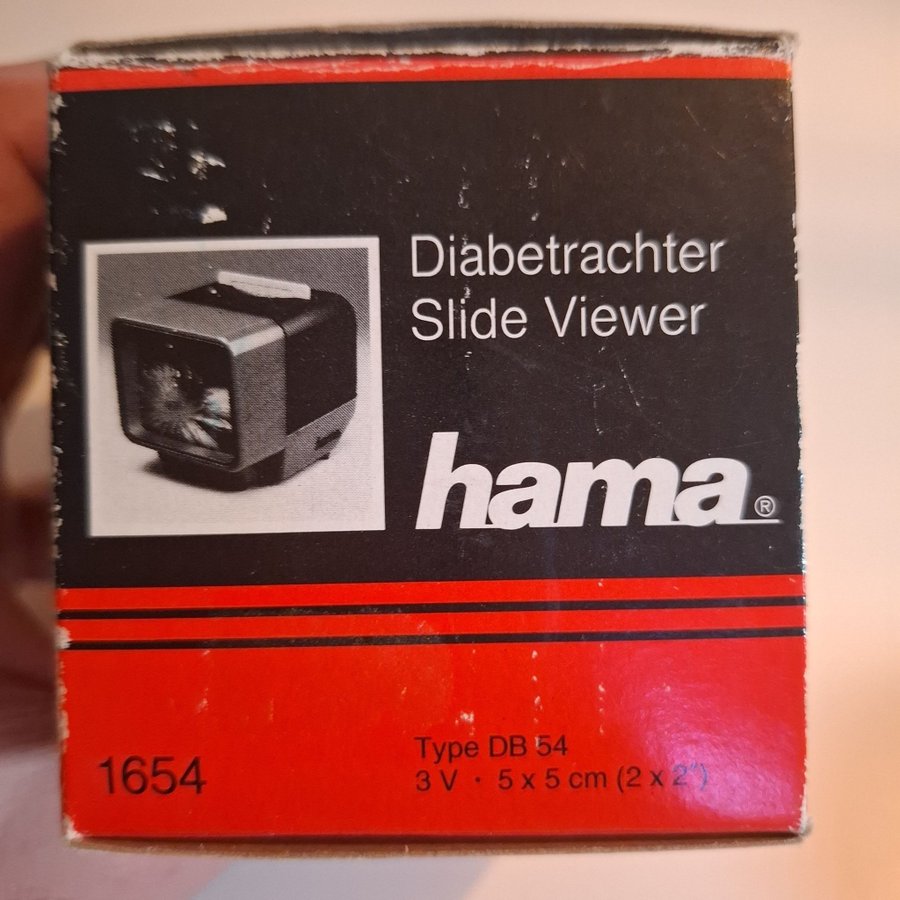 Diabetrachter
Slide Viewer
hama®
1654
Type DB 54
3 V · 5 x 5 cm (2 x 2")